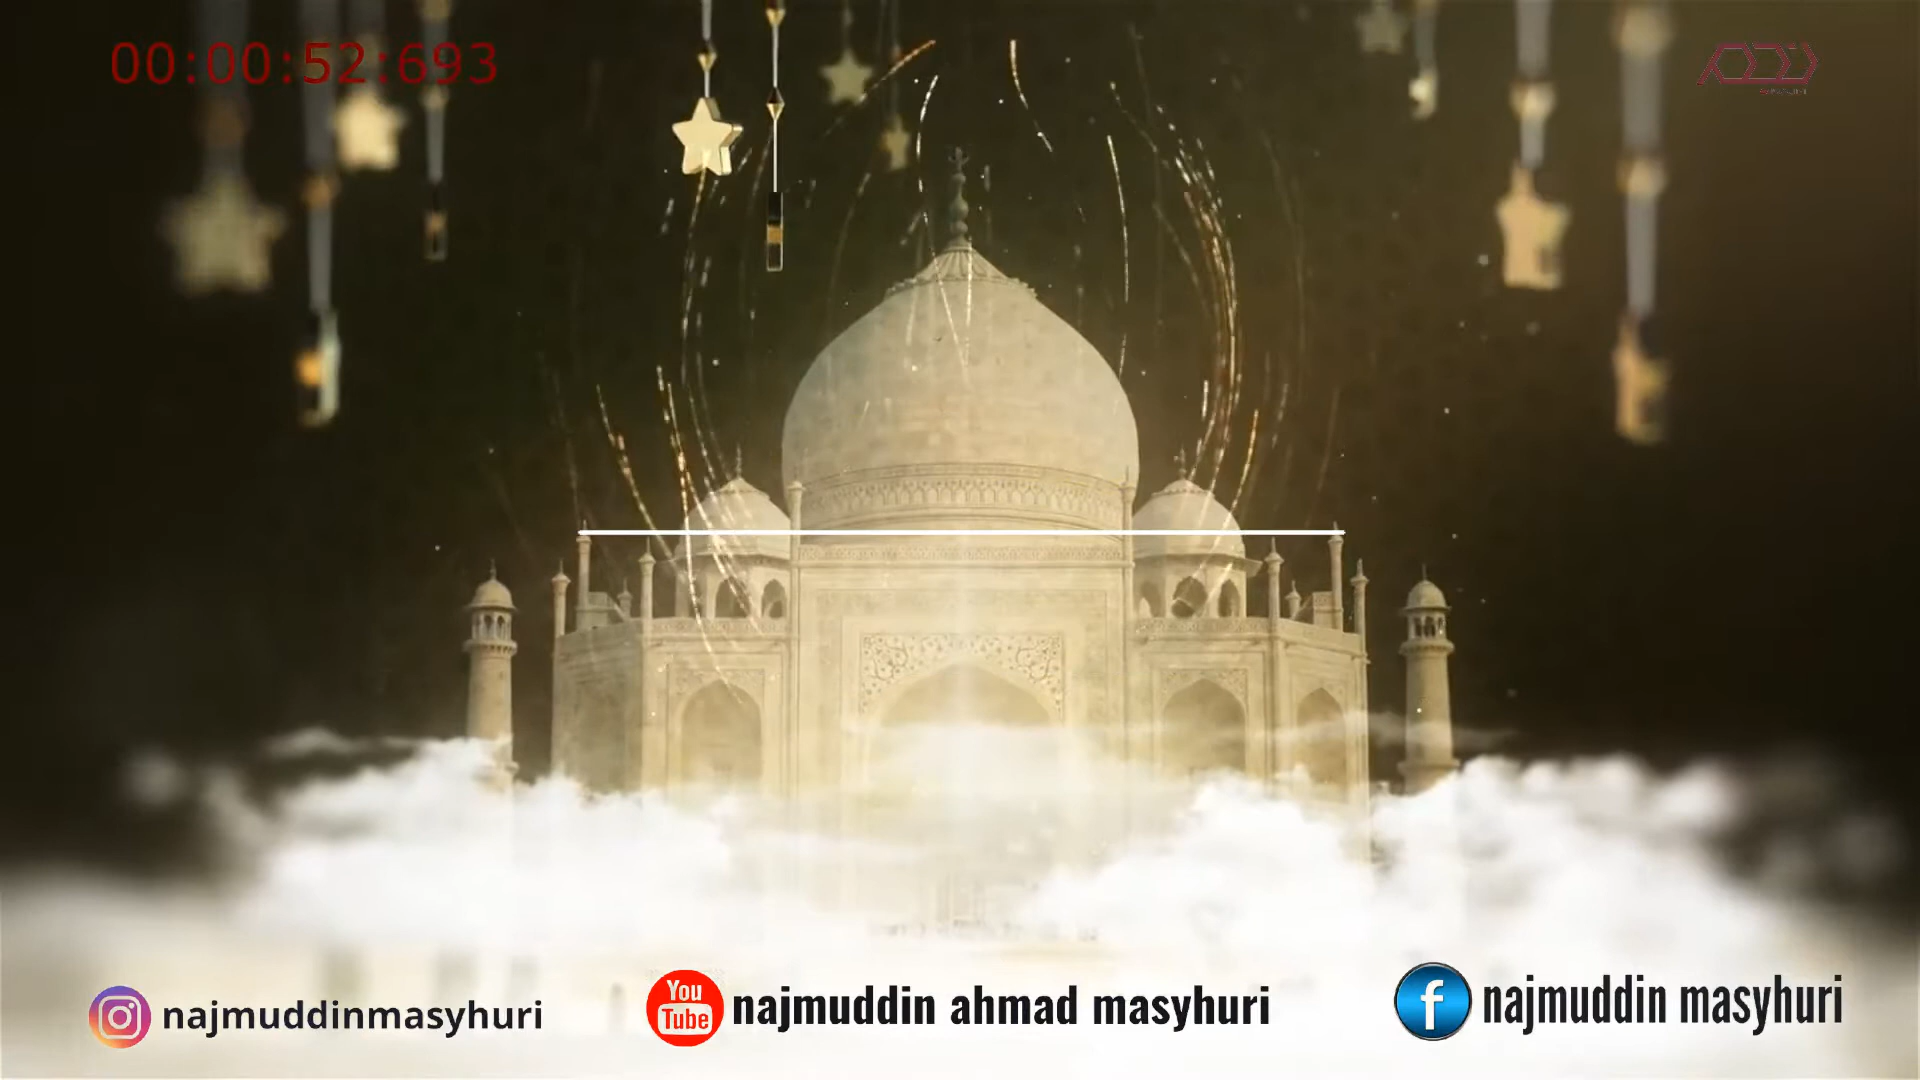 00:00:52:693
najmuddinmasyhuri
You
Tube
najmuddin ahmad masyhuri
f
najmuddin masyhuri